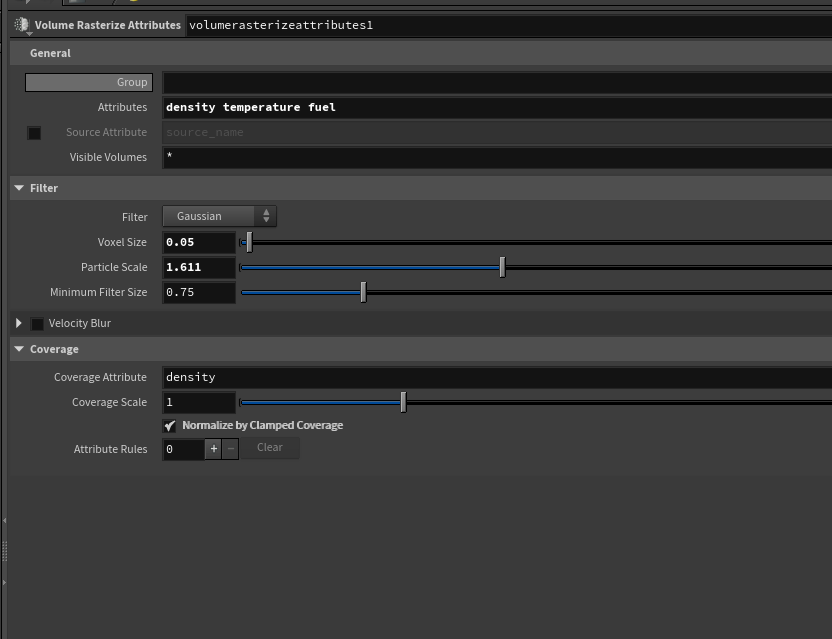 Volume Rasterize Attributes volumerasterizeattributes1
General
Group
Attributes density temperature fuel
Source Attribute source_name
Visible Volumes *
Filter
Filter Gaussian
Voxel Size 0.05
Particle Scale 1.611
Minimum Filter Size 0.75
Velocity Blur
Coverage
Coverage Attribute density
Coverage Scale 1
Normalize by Clamped Coverage
Attribute Rules 0 + − Clear